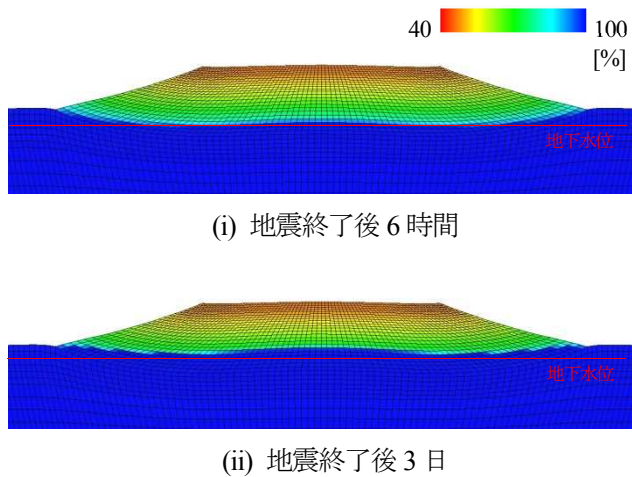 40 100
[%]
地下水位
(i) 地震終了後 6 時間
地下水位
(ii) 地震終了後 3 日